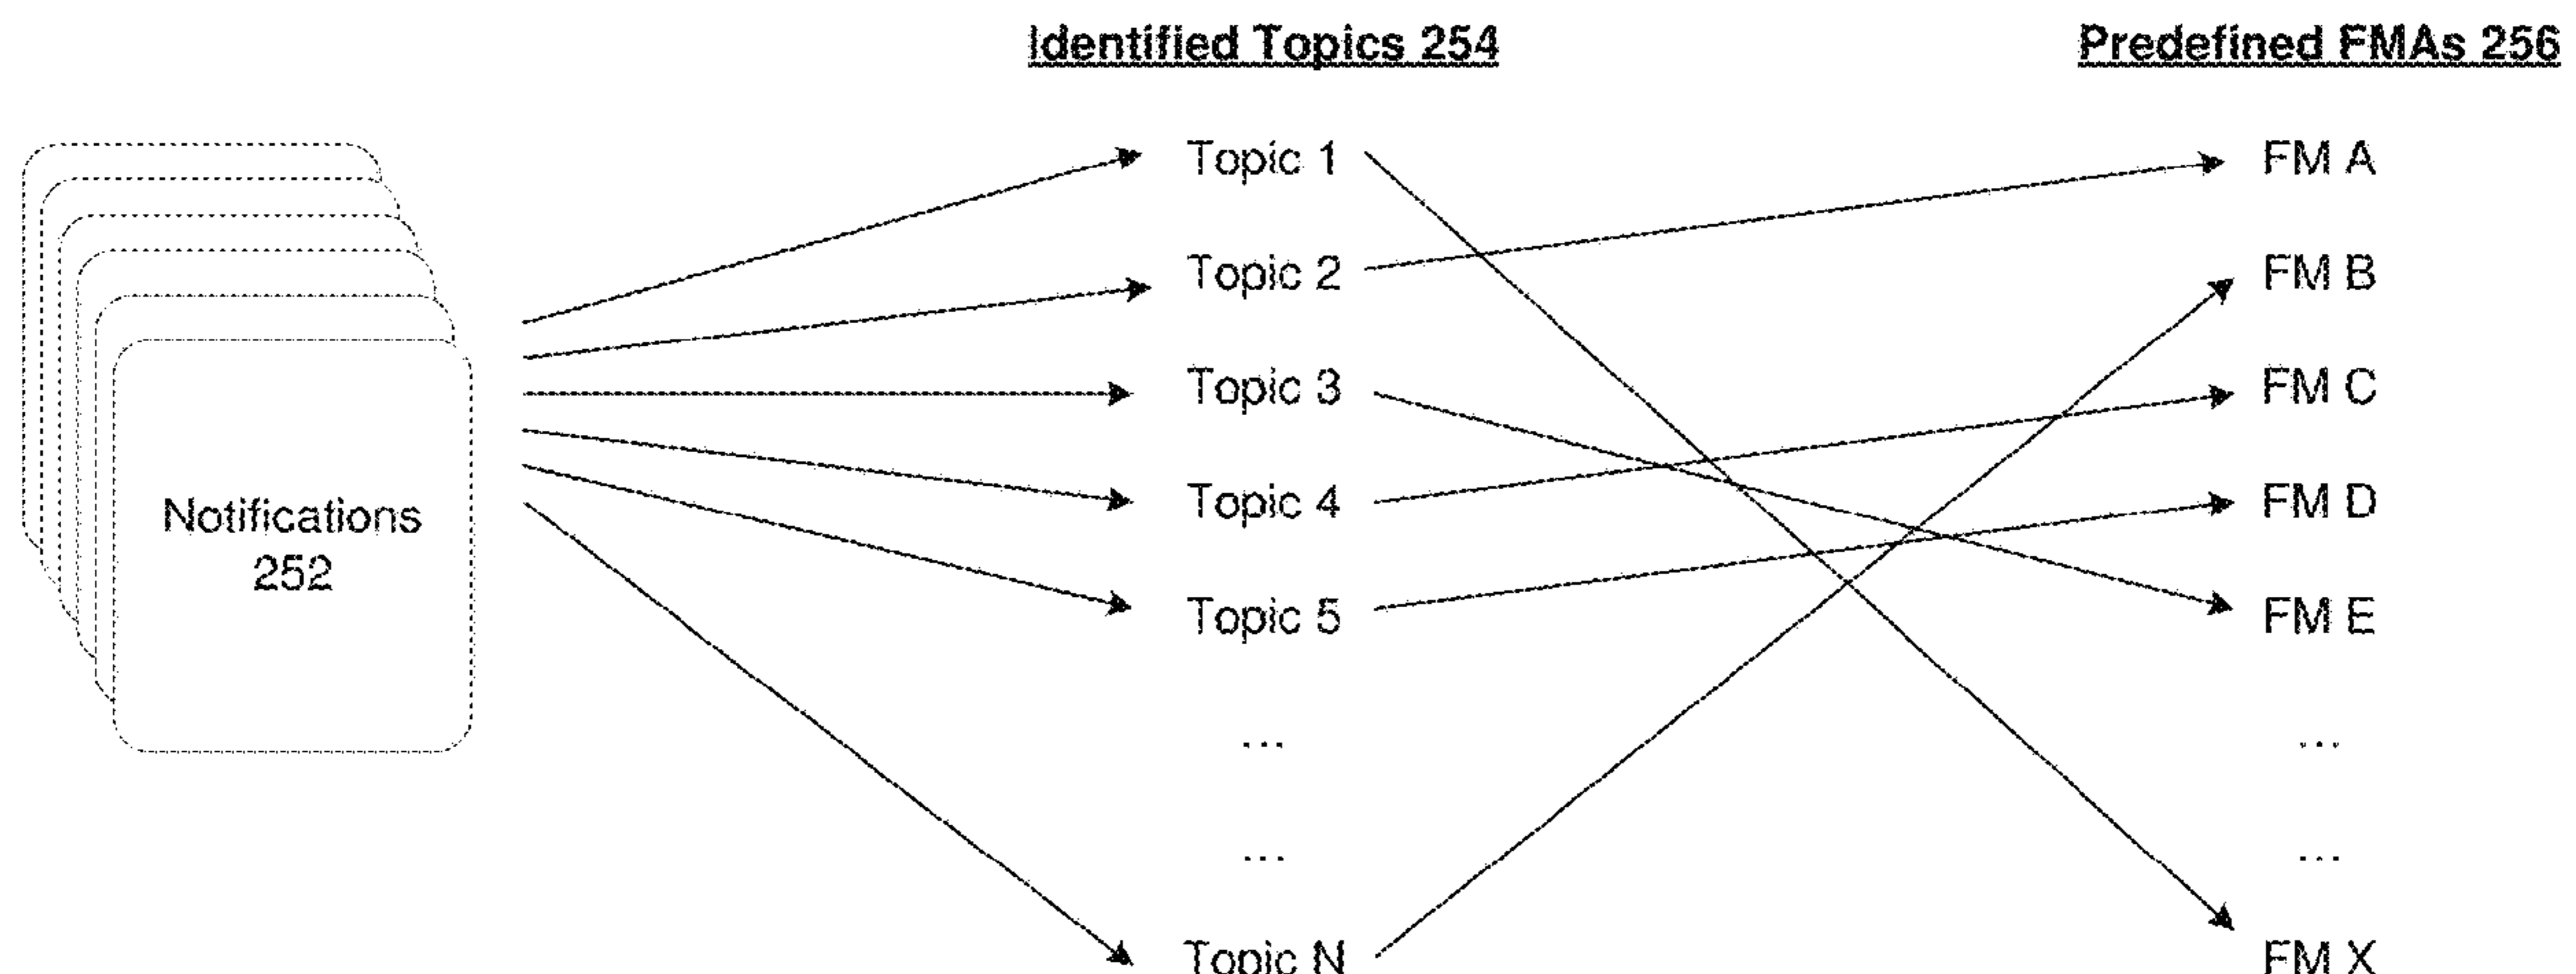 Identified Topics 254
Predefined FMAs 256
Notifications
252
Topic 1
Topic 2
Topic 3
Topic 4
Topic 5
...
...
Topic N
FM A
FM B
FM C
FM D
FM E
...
...
FM X